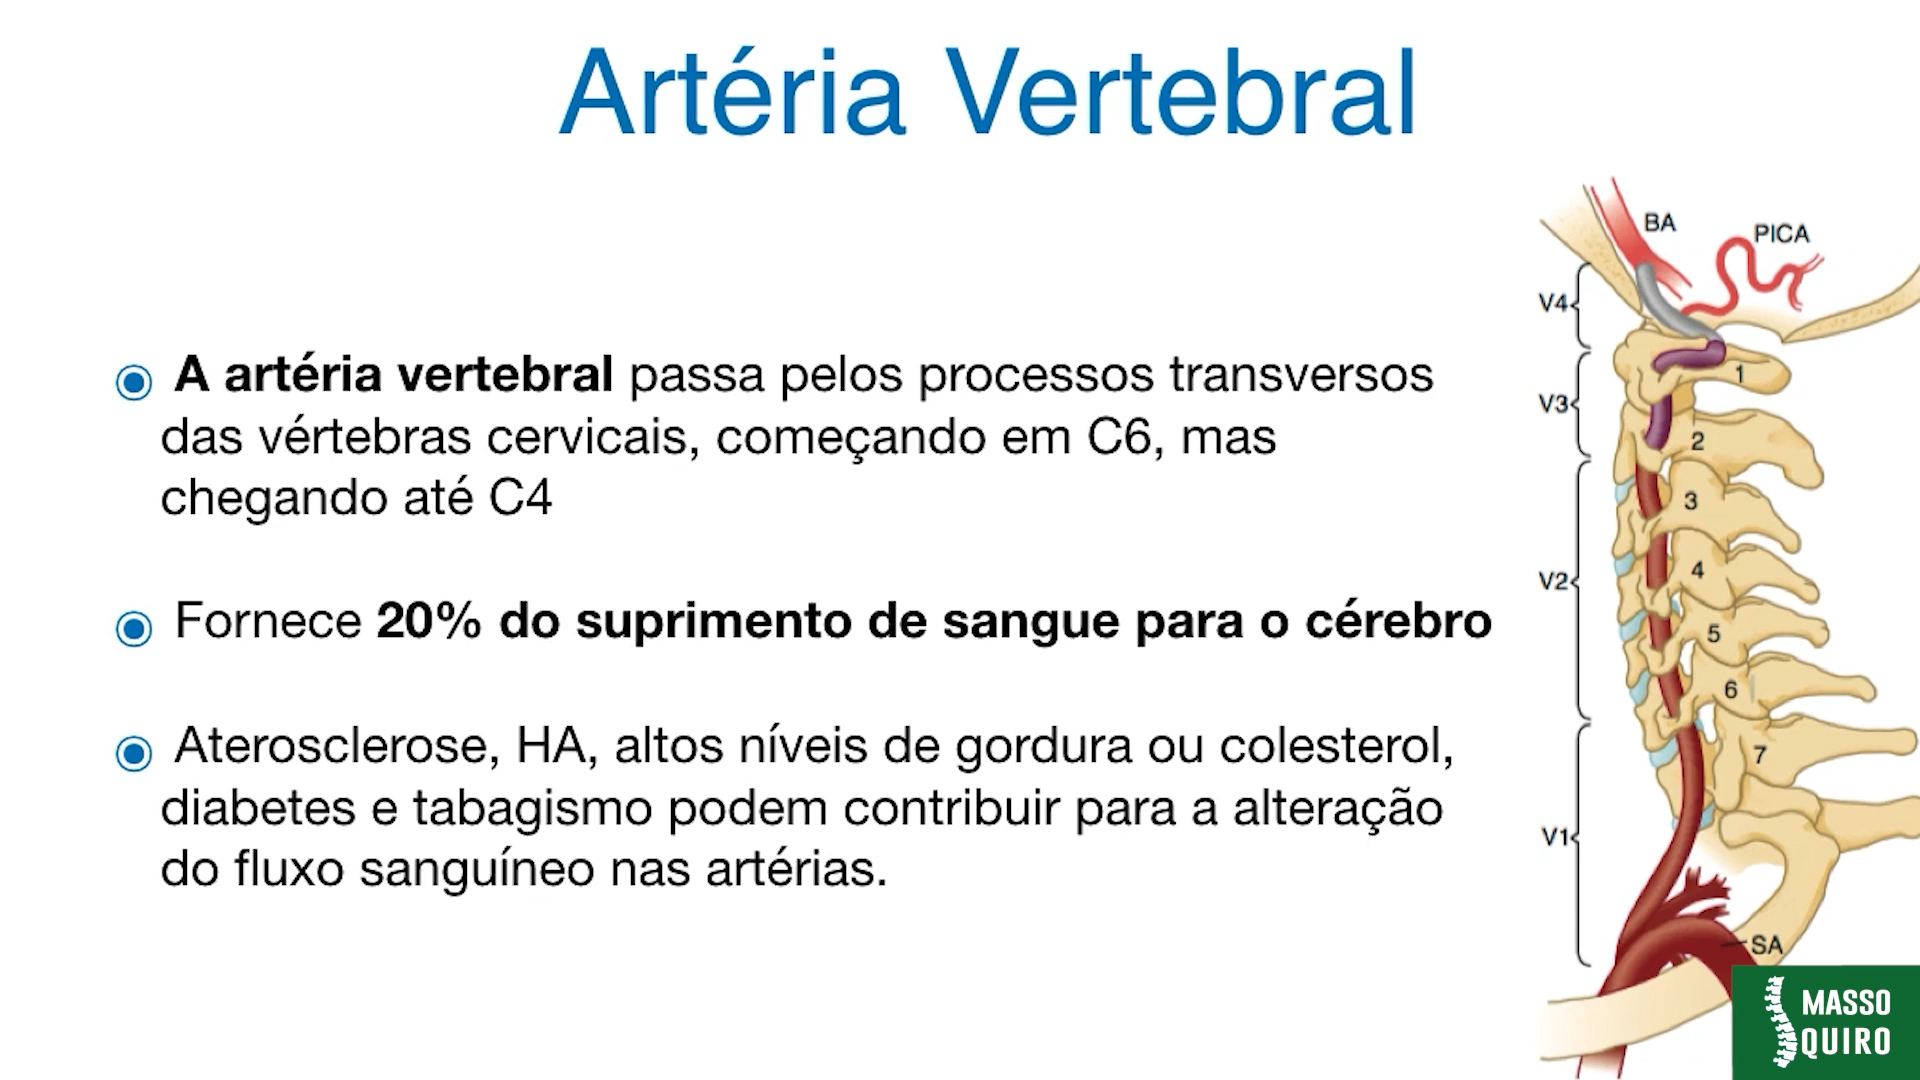 Artéria Vertebral
A artéria vertebral passa pelos processos transversos
das vértebras cervicais, começando em C6, mas
chegando até C4
Fornece 20% do suprimento de sangue para o cérebro
Aterosclerose, HA, altos níveis de gordura ou colesterol,
diabetes e tabagismo podem contribuir para a alteração
do fluxo sanguíneo nas artérias.
BA
PICA
V4
1
V3
2
3
4
V2
5
6
7
V1
SA
MASSO
QUIRO